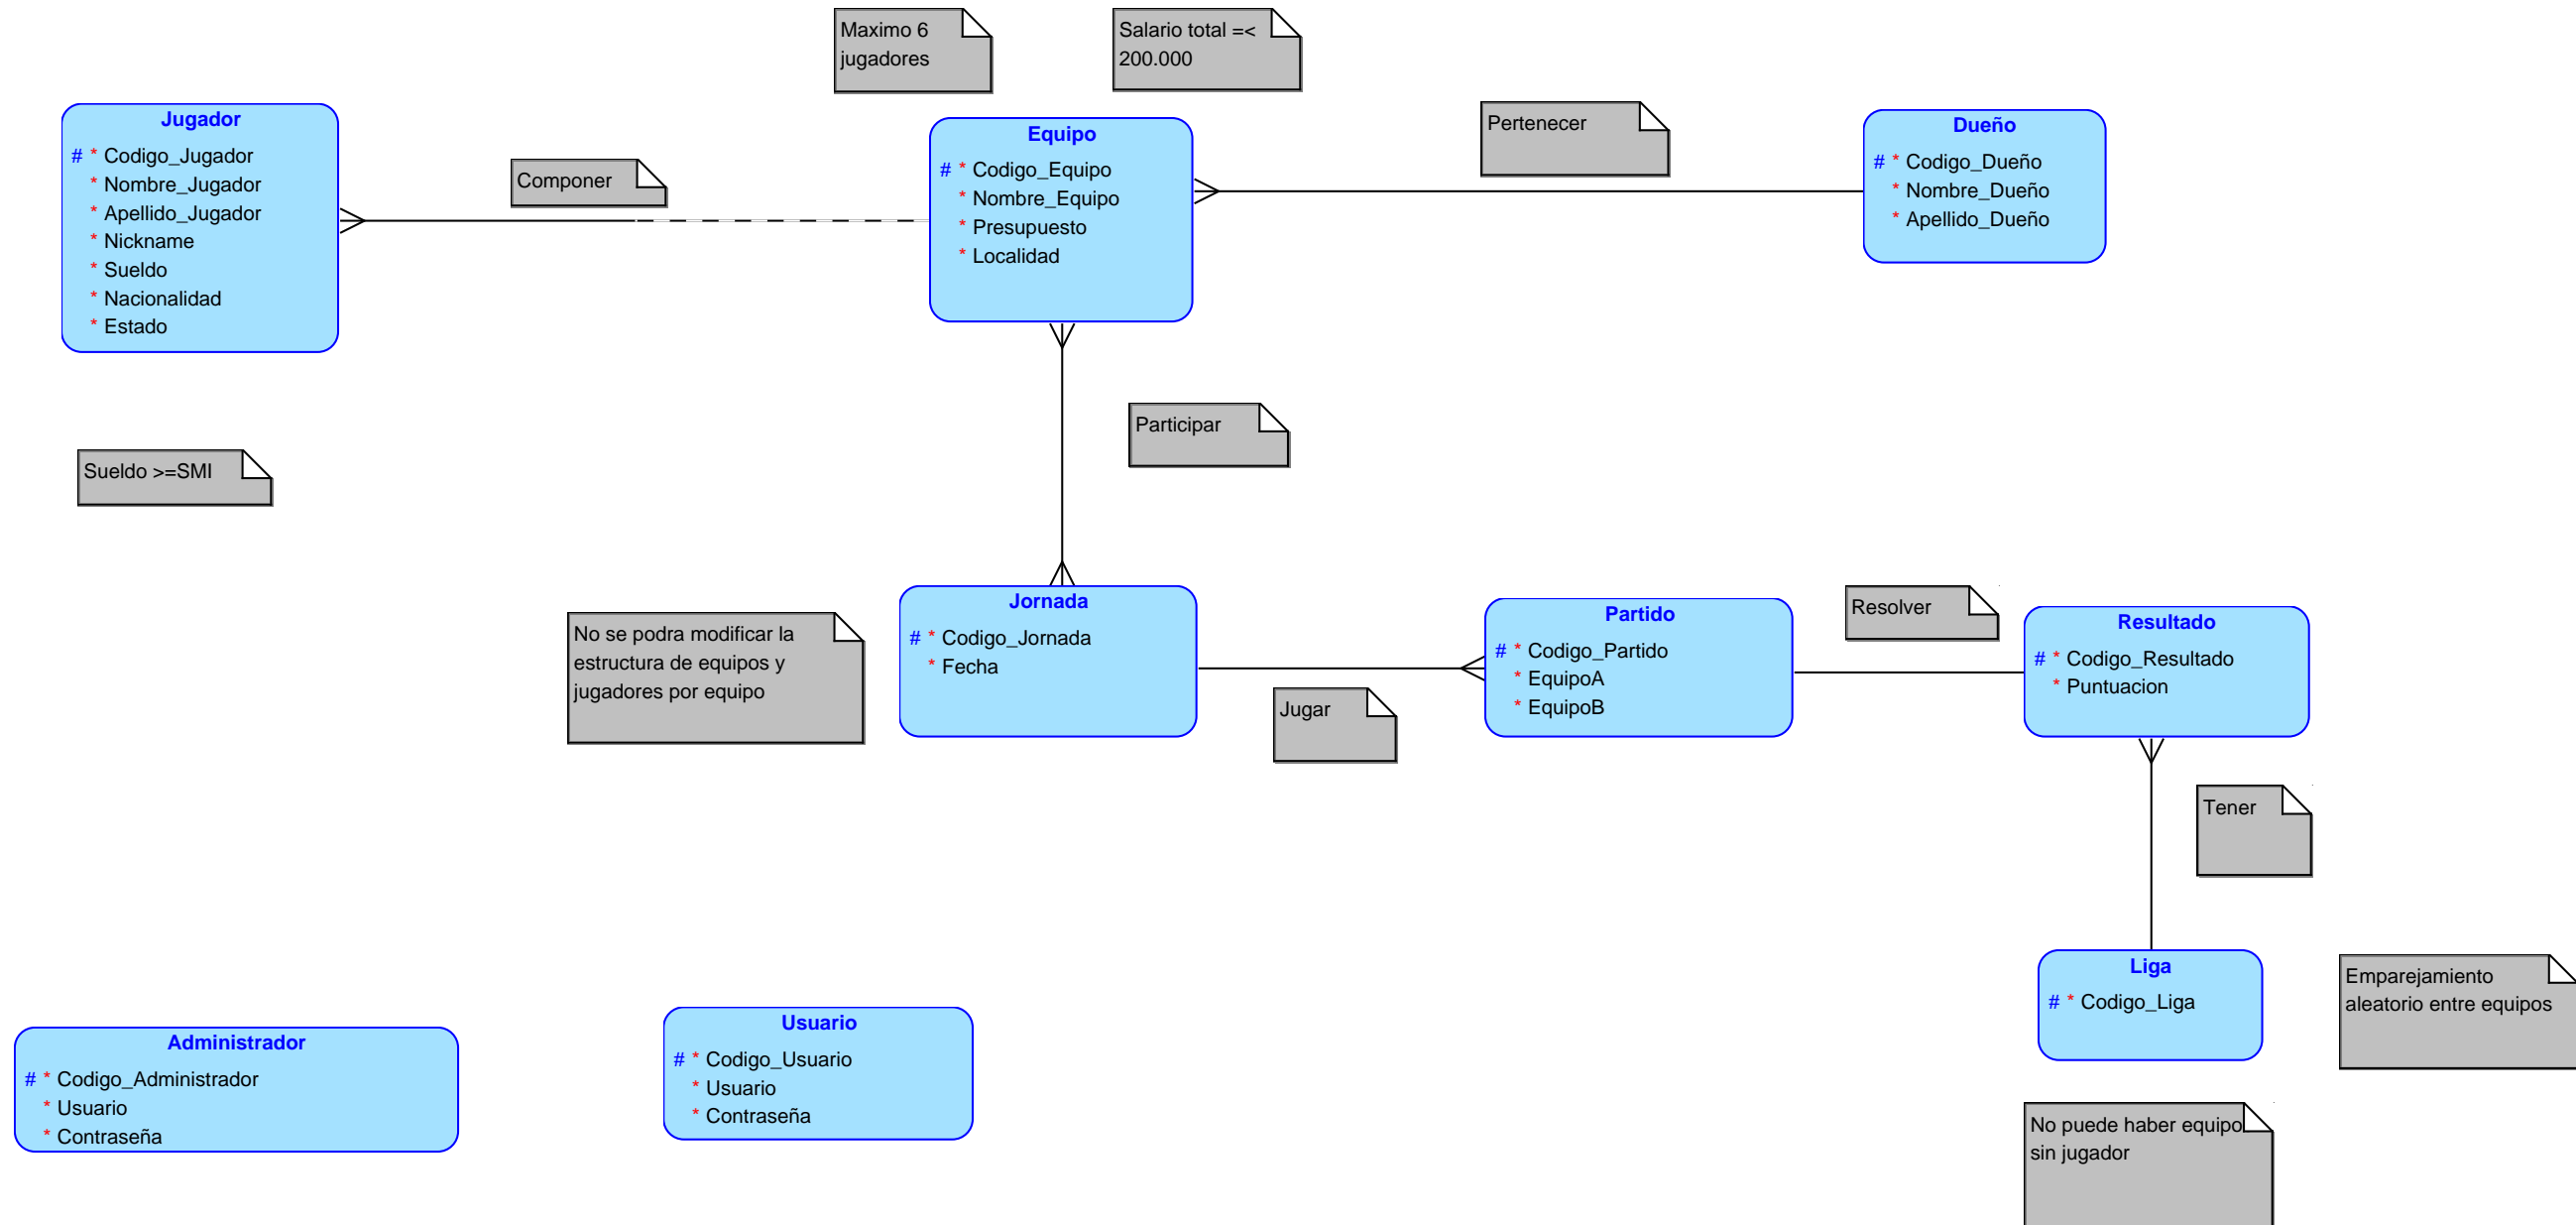 Maximo 6
jugadores
Salario total =<
200.000
Jugador
# * Codigo_Jugador
* Nombre_Jugador
* Apellido_Jugador
* Nickname
* Sueldo
* Nacionalidad
* Estado
Componer
Equipo
# * Codigo_Equipo
* Nombre_Equipo
* Presupuesto
* Localidad
Pertenecer
Dueño
# * Codigo_Dueño
* Nombre_Dueño
* Apellido_Dueño
Participar
Sueldo >=SMI
No se podra modificar la
estructura de equipos y
jugadores por equipo
Jornada
# * Codigo_Jornada
* Fecha
Jugar
Partido
# * Codigo_Partido
* EquipoA
* EquipoB
Resolver
Resultado
# * Codigo_Resultado
* Puntuacion
Tener
Liga
# * Codigo_Liga
Emparejamiento
aleatorio entre equipos
Administrador
# * Codigo_Administrador
* Usuario
* Contraseña
Usuario
# * Codigo_Usuario
* Usuario
* Contraseña
No puede haber equipo
sin jugador